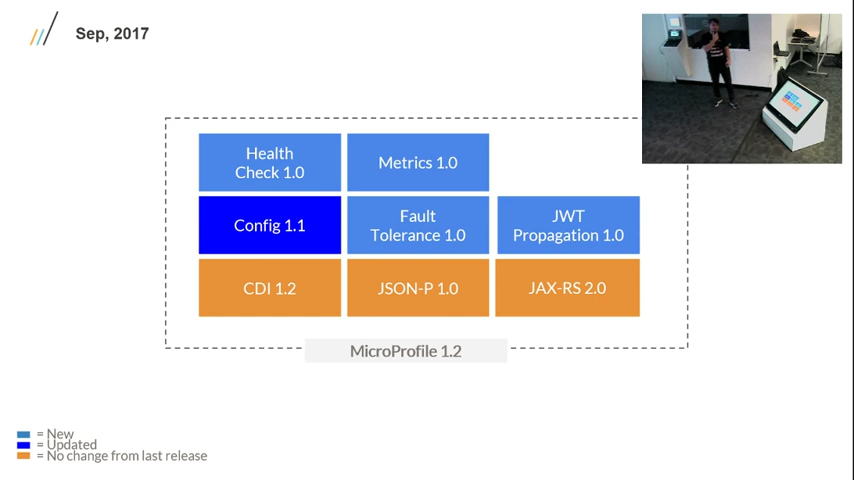 Sep, 2017
Health
Check 1.0
Metrics 1.0
Config 1.1
Fault
Tolerance 1.0
JWT
Propagation 1.0
CDI 1.2
JSON-P 1.0
JAX-RS 2.0
MicroProfile 1.2
= New
= Updated
= No change from last release